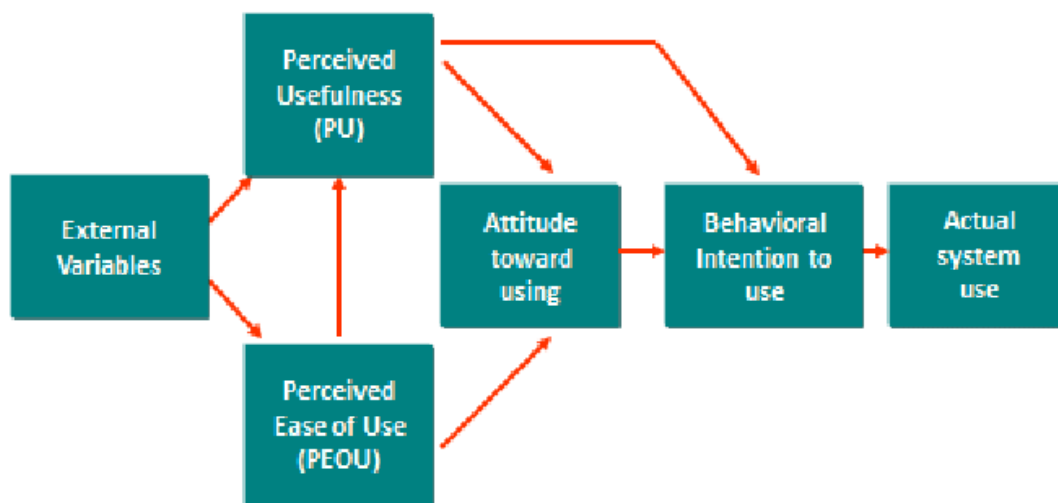 Perceived
Usefulness
(PU)
External
Variables
Perceived
Ease of Use
(PEOU)
Attitude
toward
using
Behavioral
Intention to
use
Actual
system
use